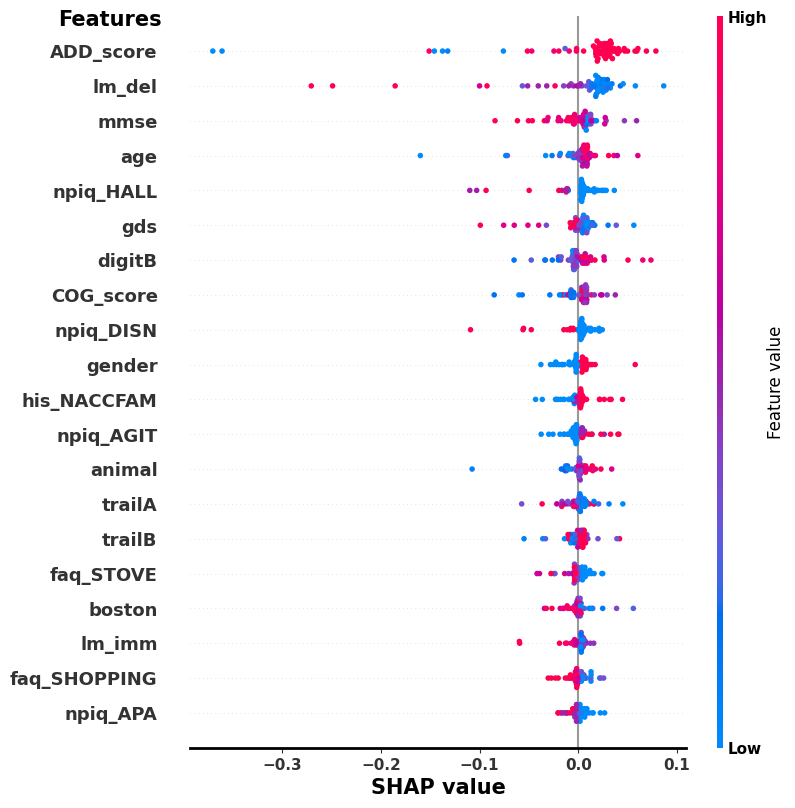 Features
High
ADD_score
lm_del
mmse
age
npiq_HALL
gds
digitB
COG_score
npiq_DISN
gender
his_NACCFAM
npiq_AGIT
animal
trailA
trailB
faq_STOVE
boston
lm_imm
faq_SHOPPING
npiq_APA
Feature value
Low
−0.3 −0.2 −0.1 0.0 0.1
SHAP value